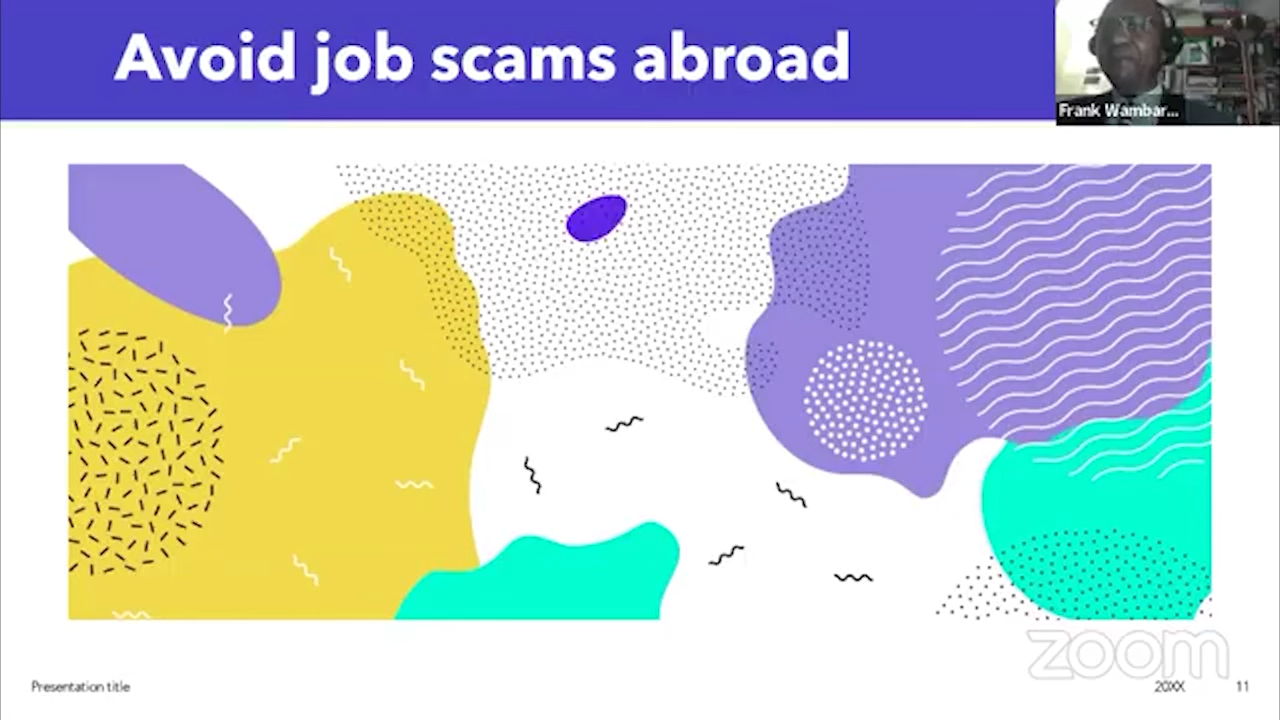 Avoid job scams abroad
Frank Wambar...
zoom
Presentation title
20XX
11